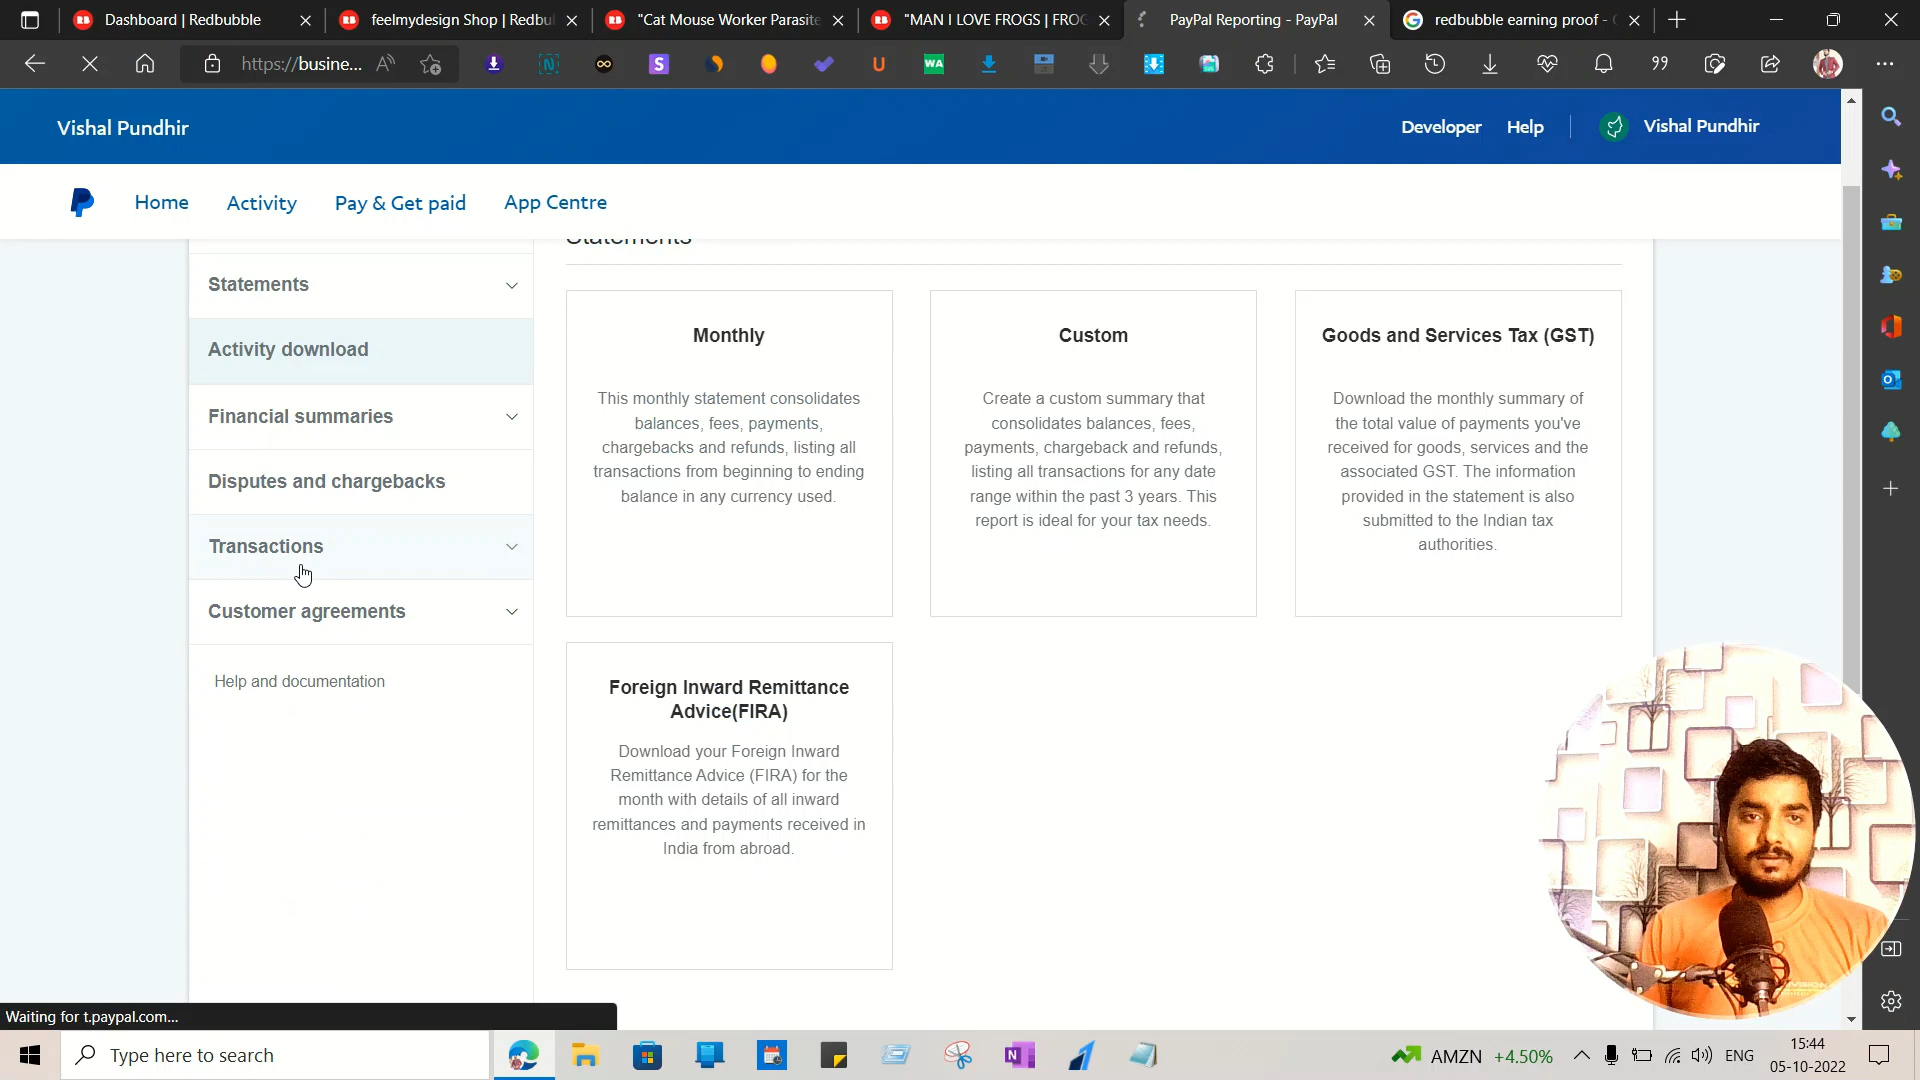 Dashboard | Redbubble
feelmydesign Shop | Redbul
"Cat Mouse Worker Parasite
"MAN I LOVE FROGS | FROG
PayPal Reporting - PayPal
redbubble earning proof -
https://busine...
Vishal Pundhir
Developer
Help
Vishal Pundhir
Home
Activity
Pay & Get paid
App Centre
Statements
Statements
Activity download
Financial summaries
Disputes and chargebacks
Transactions
Customer agreements
Help and documentation
Monthly
This monthly statement consolidates
balances, fees, payments,
chargebacks and refunds, listing all
transactions from beginning to ending
balance in any currency used.
Custom
Create a custom summary that
consolidates balances, fees,
payments, chargeback and refunds,
listing all transactions for any date
range within the past 3 years. This
report is ideal for your tax needs.
Goods and Services Tax (GST)
Download the monthly summary of
the total value of payments you've
received for goods, services and the
associated GST. The information
provided in the statement is also
submitted to the Indian tax
authorities.
Foreign Inward Remittance
Advice(FIRA)
Download your Foreign Inward
Remittance Advice (FIRA) for the
month with details of all inward
remittances and payments received in
India from abroad.
Waiting for t.paypal.com...
Type here to search
AMZN +4.50%
ENG
15:44
05-10-2022